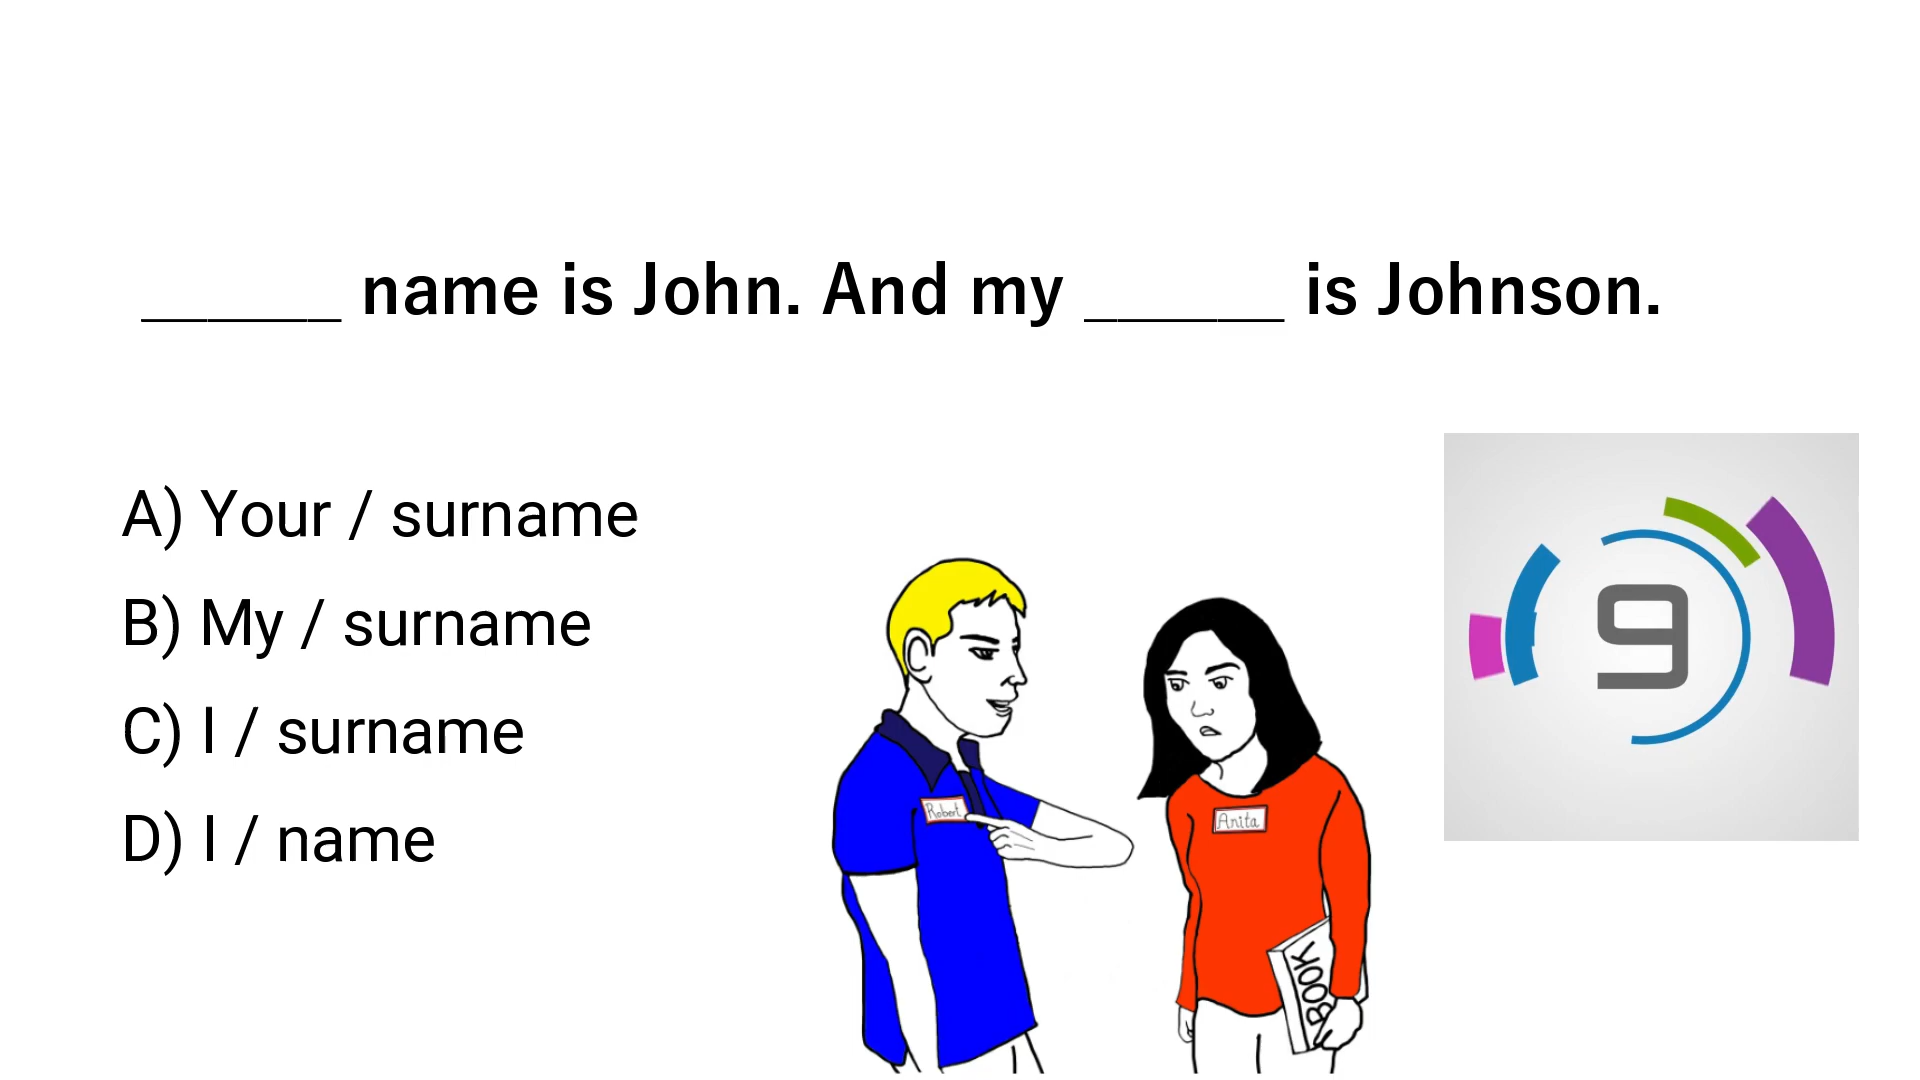 ______ name is John. And my ______ is Johnson.
A) Your / surname
B) My / surname
C) I / surname
D) I / name
9
Robert
Anita
BOOK